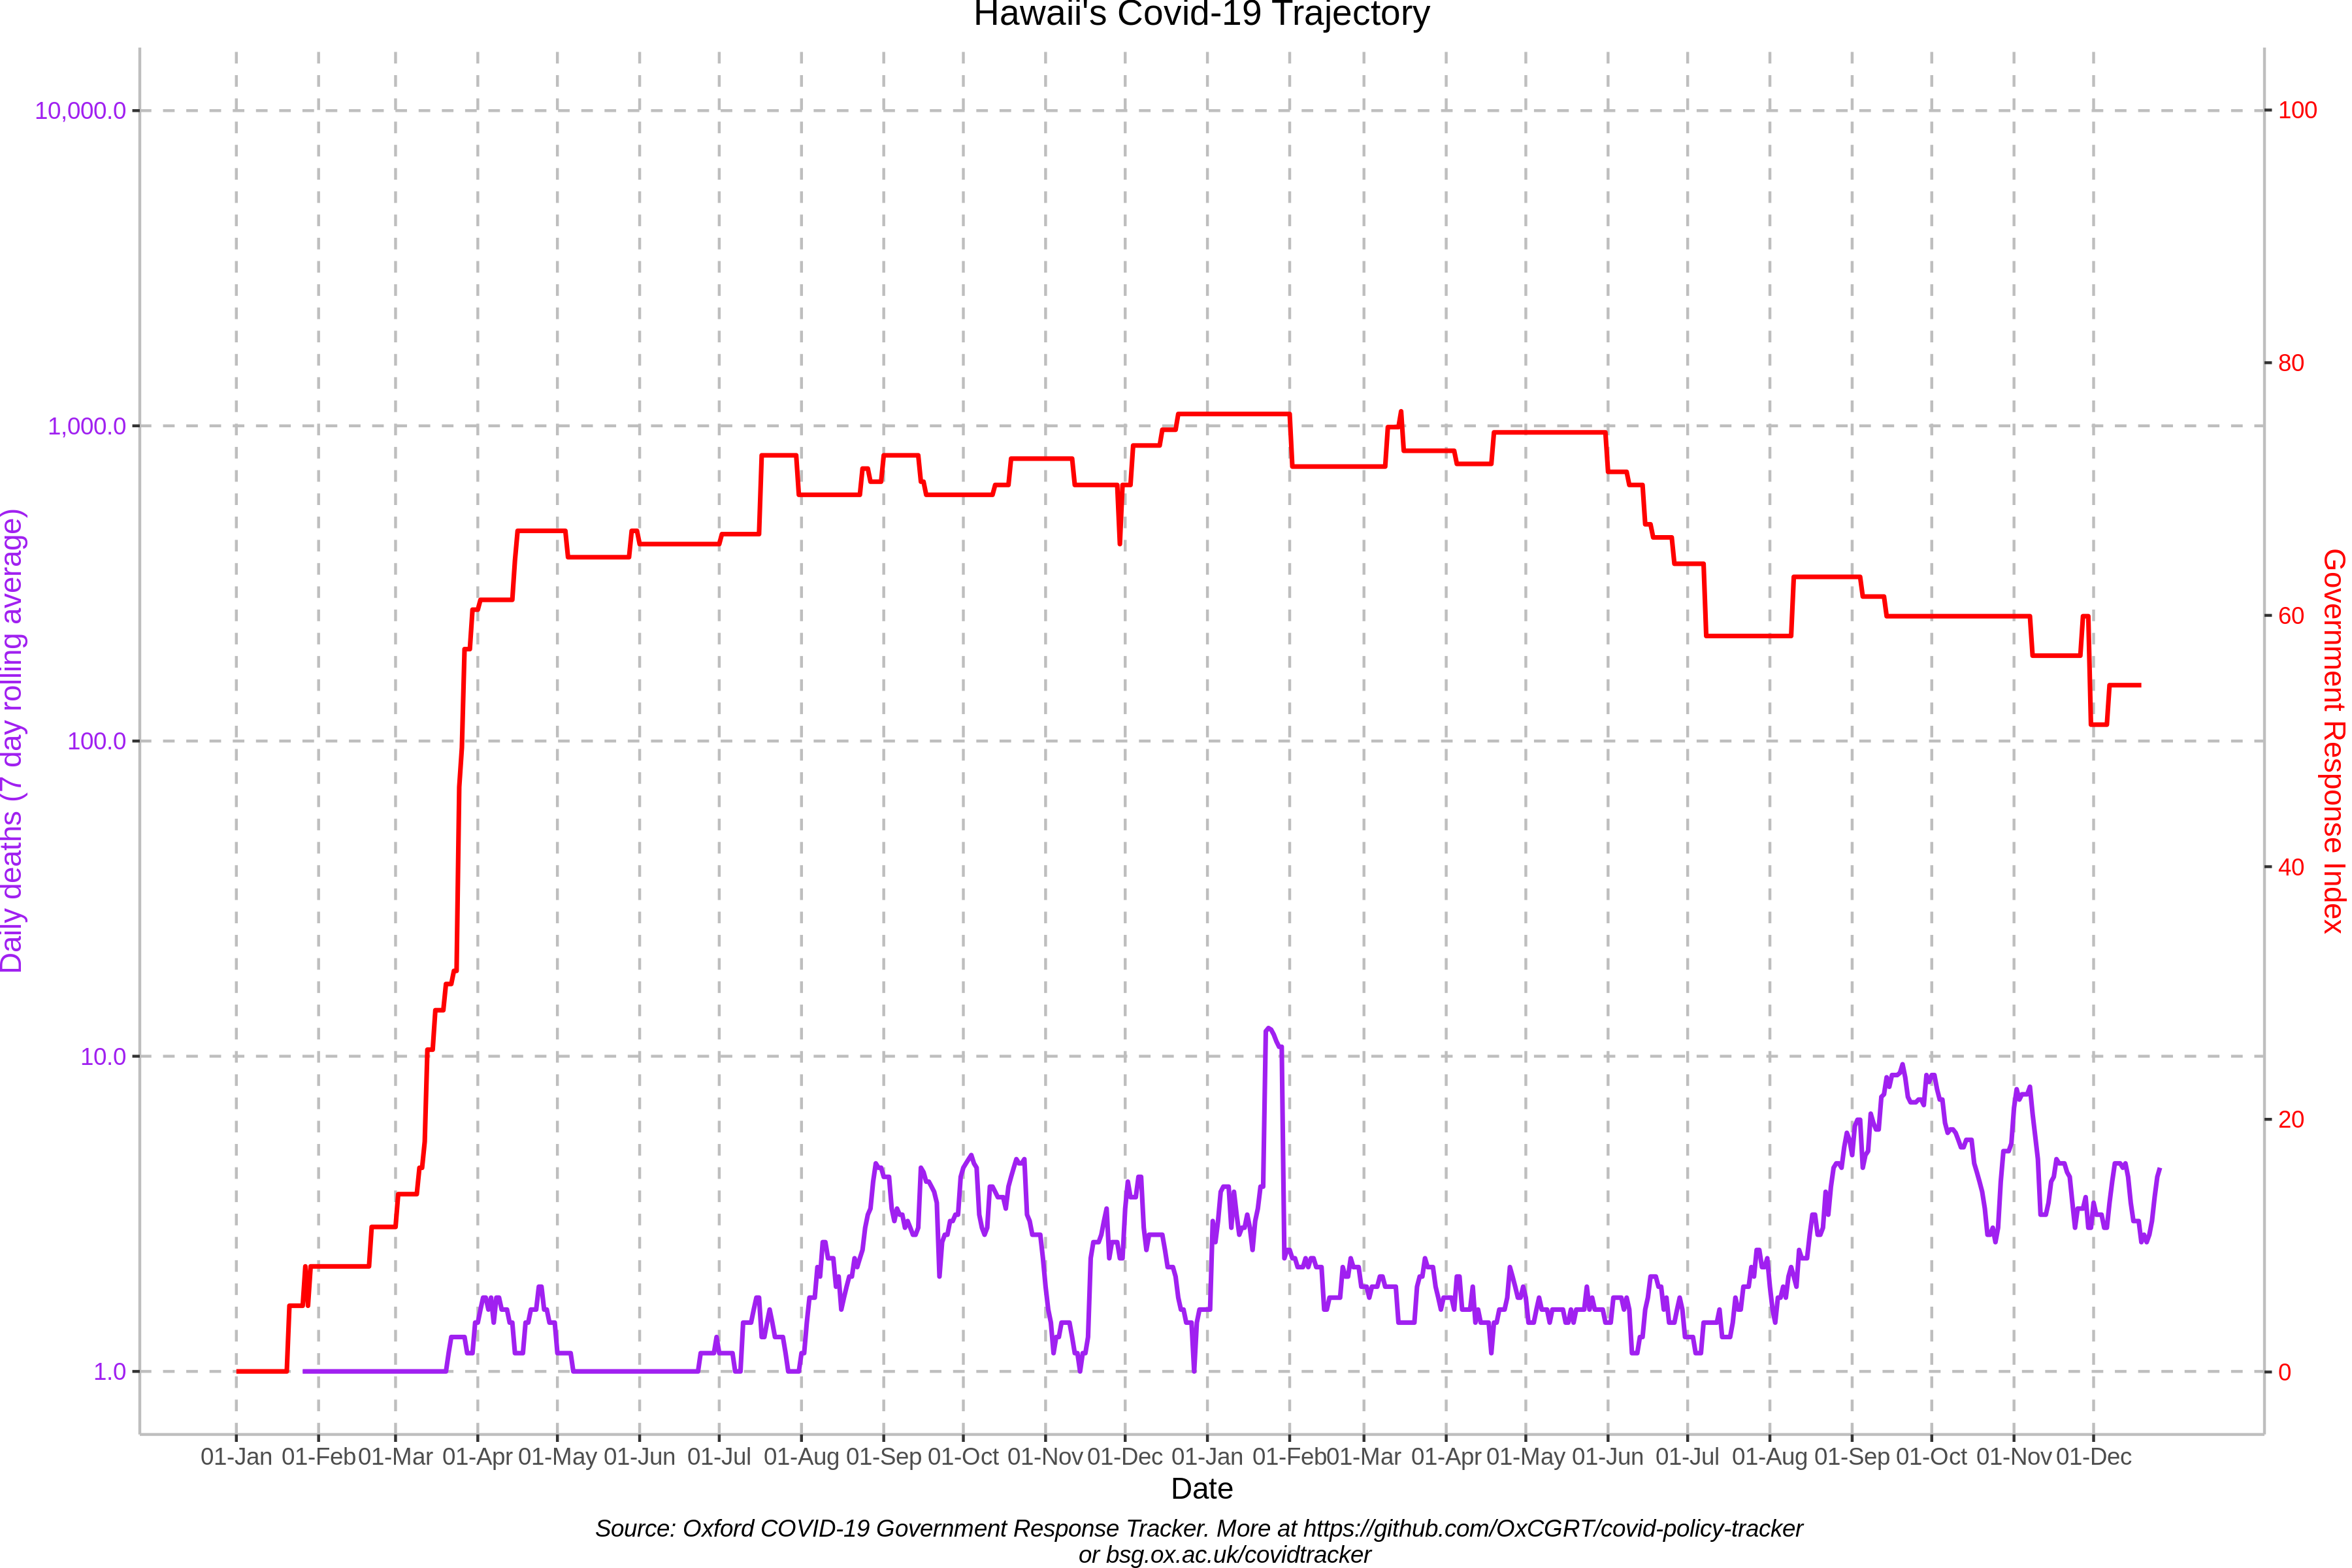 Hawaii's Covid-19 Trajectory
10,000.0
1,000.0
100.0
10.0
1.0
Daily deaths (7 day rolling average)
100
80
60
40
20
0
Government Response Index
01-Jan 01-Feb 01-Mar 01-Apr 01-May 01-Jun 01-Jul 01-Aug 01-Sep 01-Oct 01-Nov 01-Dec 01-Jan 01-Feb 01-Mar 01-Apr 01-May 01-Jun 01-Jul 01-Aug 01-Sep 01-Oct 01-Nov 01-Dec
Date
Source: Oxford COVID-19 Government Response Tracker. More at https://github.com/OxCGRT/covid-policy-tracker
or bsg.ox.ac.uk/covidtracker